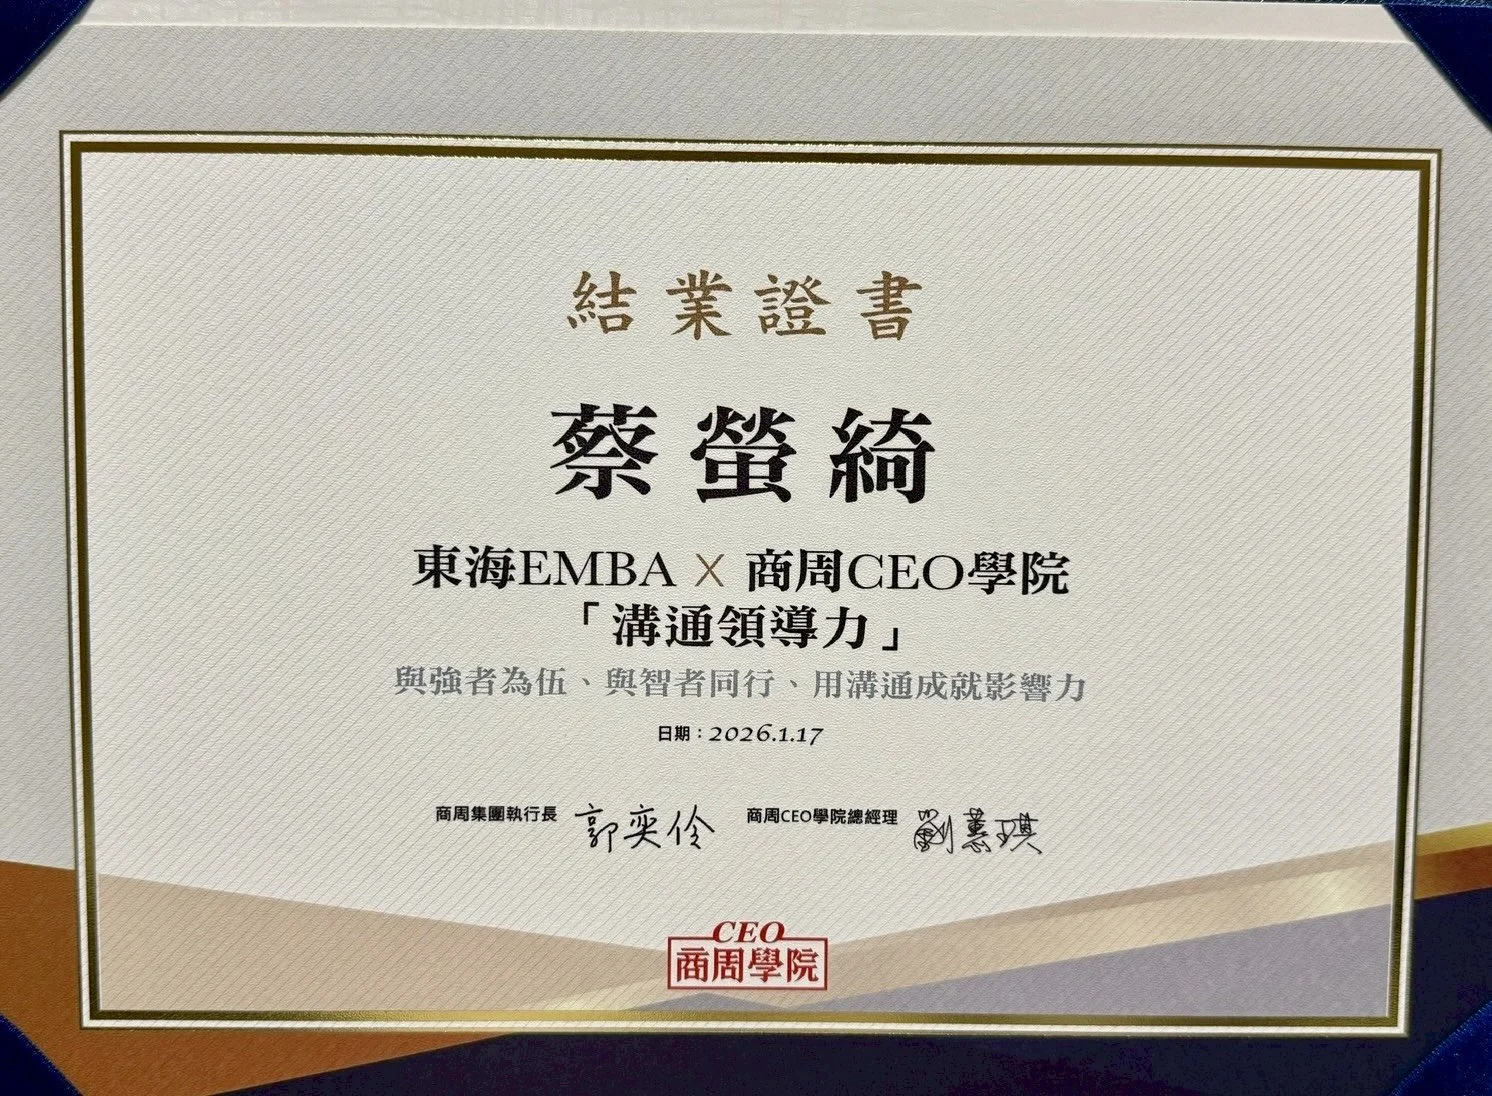 結業證書
蔡螢綺
東海EMBA X 商周CEO學院
「溝通領導力」
與強者為伍、與智者同行、用溝通成就影響力
日期：2026.1.17
商周集團執行長 郭奕伶 商周CEO學院總經理 劉蕙琪
CEO
商周學院